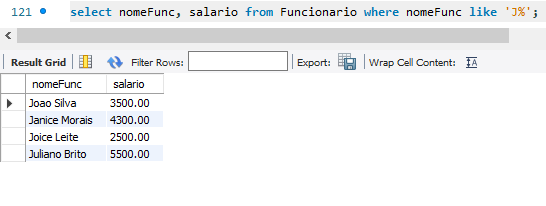 121 select nomeFunc, salario from Funcionario where nomeFunc like 'J%';
Result Grid Filter Rows: Export: Wrap Cell Content: IA
nomeFunc salario
Joao Silva 3500.00
Janice Morais 4300.00
Joice Leite 2500.00
Juliano Brito 5500.00